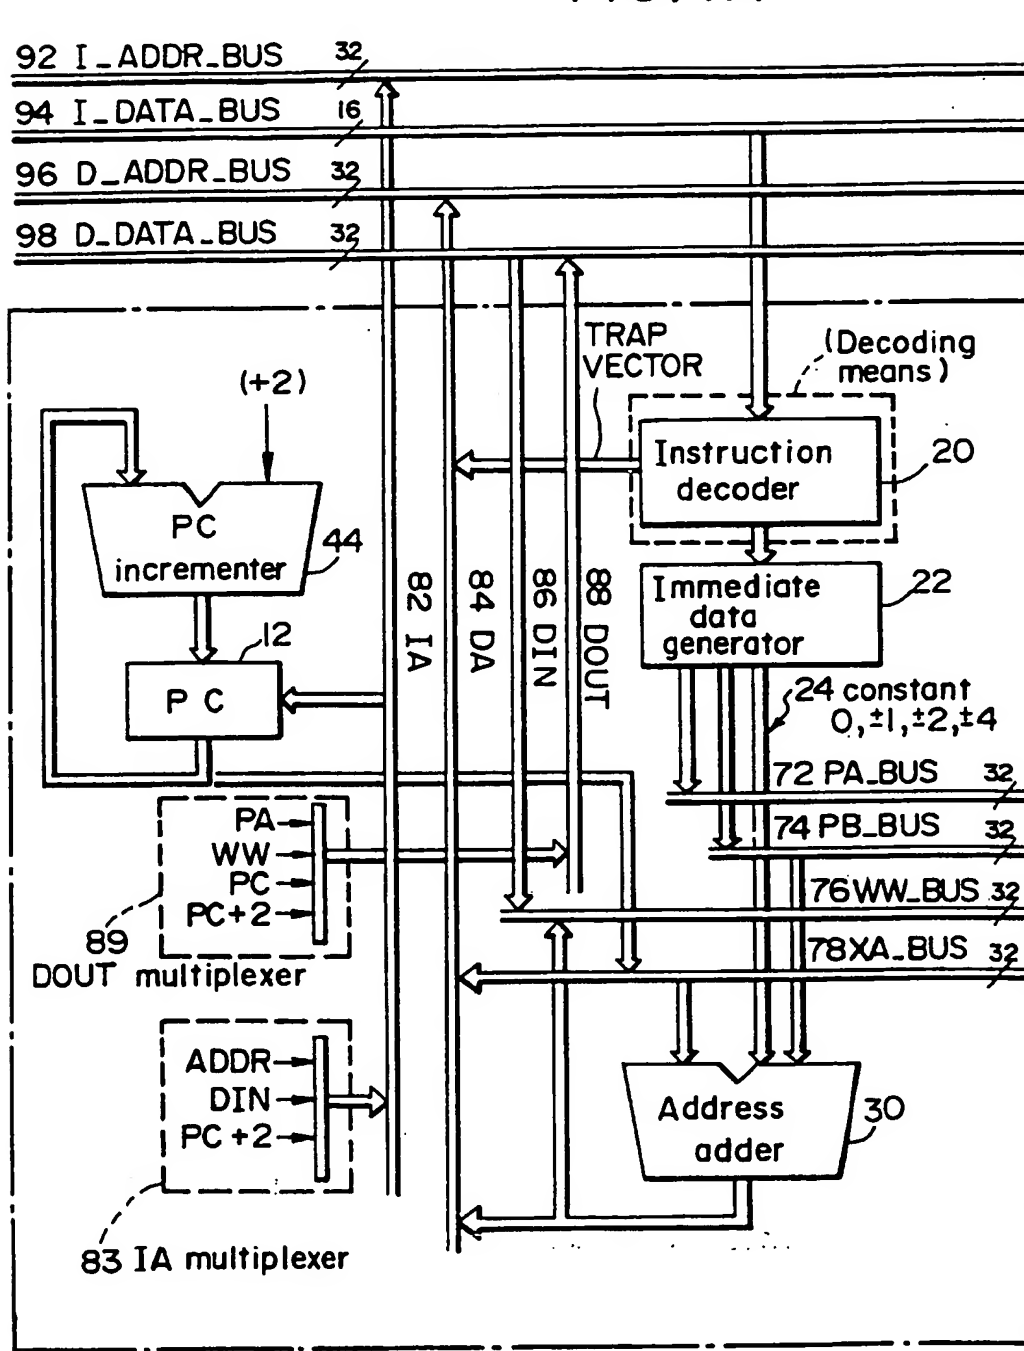 92 I_ADDR_BUS 32
94 I_DATA_BUS 16
96 D_ADDR_BUS 32
98 D_DATA_BUS 32
TRAP
VECTOR
(Decoding
means)
(+2)
Instruction
decoder
20
PC
incrementer
44
82 IA
84 DA
86 DIN
88 DOUT
Immediate
data
generator
22
12
PC
24 constant
0,±1,±2,±4
72 PA_BUS 32
74 PB_BUS 32
76 WW_BUS 32
78 XA_BUS 32
PA
WW
PC
PC+2
89
DOUT multiplexer
ADDR
DIN
PC+2
83 IA multiplexer
Address
adder
30